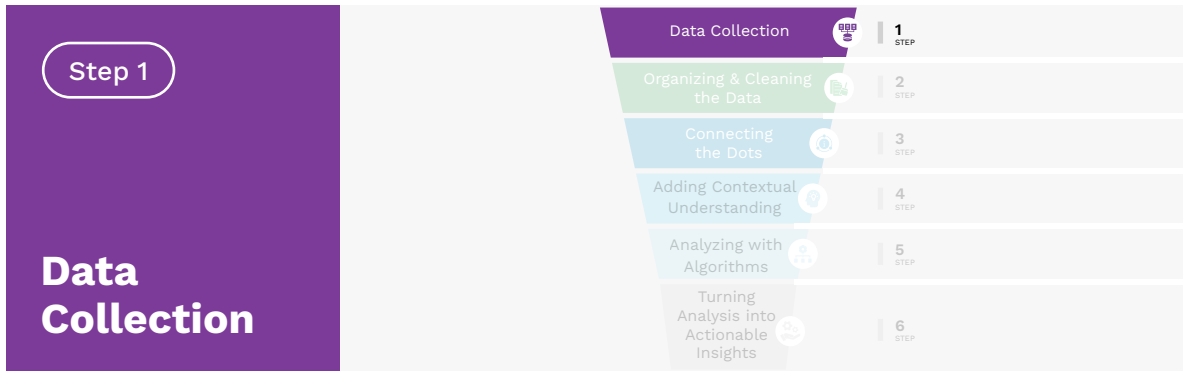 Step 1
Data
Collection
Data Collection
1
STEP
Organizing & Cleaning
the Data
2
STEP
Connecting
the Dots
3
STEP
Adding Contextual
Understanding
4
STEP
Analyzing with
Algorithms
5
STEP
Turning
Analysis into
Actionable
Insights
6
STEP